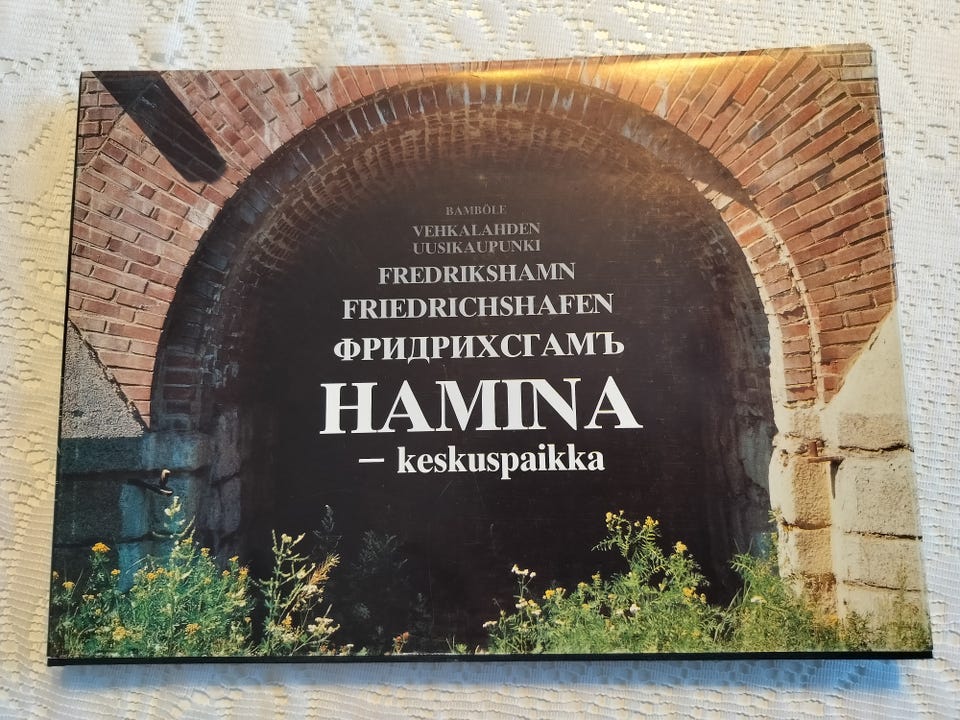 BAMBÖLE
VEHKALAHDEN
UUSIKAUPUNKI
FREDRIKSHAMN
FRIEDRICHSHAFEN
ФРИДРИХСГАМЪ
HAMINA
– keskuspaikka